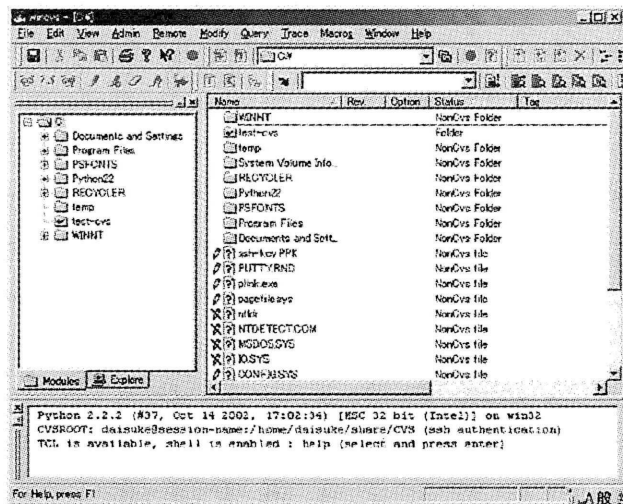 WinCvs - [C:¥]
File Edit View Admin Remote Modify Query Trace Macros Window Help
C:¥
Name Rev. Option Status Tag
C:
Documents and Settings
Program Files
PSFONTS
Python22
RECYCLER
temp
test-cvs
WINNT
WINNT NonCvs Folder
test-cvs Folder
temp NonCvs Folder
System Volume Info... NonCvs Folder
RECYCLER NonCvs Folder
Python22 NonCvs Folder
PSFONTS NonCvs Folder
Program Files NonCvs Folder
Documents and Sett... NonCvs Folder
ssh-key.PPK NonCvs file
PUTTY.RND NonCvs file
plink.exe NonCvs file
pagefile.sys NonCvs file
ntldr NonCvs file
NTDETECT.COM NonCvs file
MSDOS.SYS NonCvs file
IO.SYS NonCvs file
CONFIG.SYS NonCvs file
Modules Explore
Python 2.2.2 (#37, Oct 14 2002, 17:02:34) [MSC 32 bit (Intel)] on win32
CVSROOT: daisuke@session-name:/home/daisuke/share/CVS (ssh authentication)
TCL is available, shell is enabled : help (select and press enter)
For Help, press F1
A 般